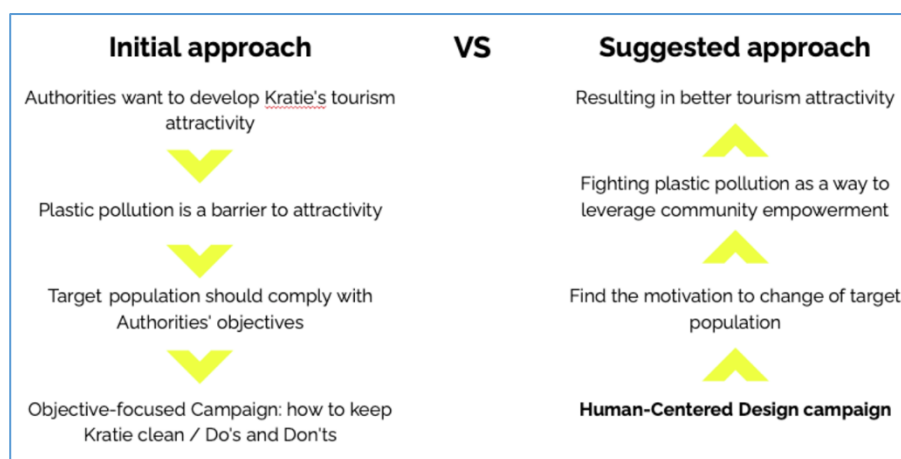 Initial approach
VS
Suggested approach
Authorities want to develop Kratie's tourism
attractivity
Plastic pollution is a barrier to attractivity
Target population should comply with
Authorities' objectives
Objective-focused Campaign: how to keep
Kratie clean / Do's and Don'ts
Resulting in better tourism attractivity
Fighting plastic pollution as a way to
leverage community empowerment
Find the motivation to change of target
population
Human-Centered Design campaign